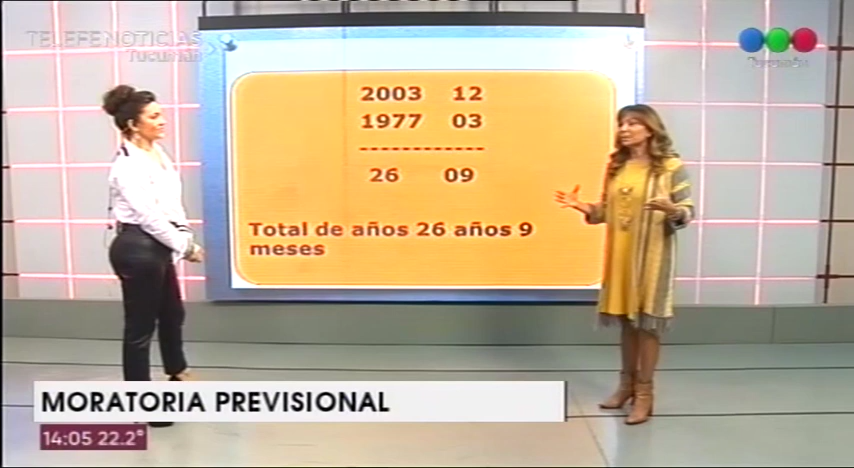 TELEFENOTICIAS
Tucumán
Tucumán
2003 12
1977 03
------------
26 09
Total de años 26 años 9
meses
MORATORIA PREVISIONAL
14:05 22.2°